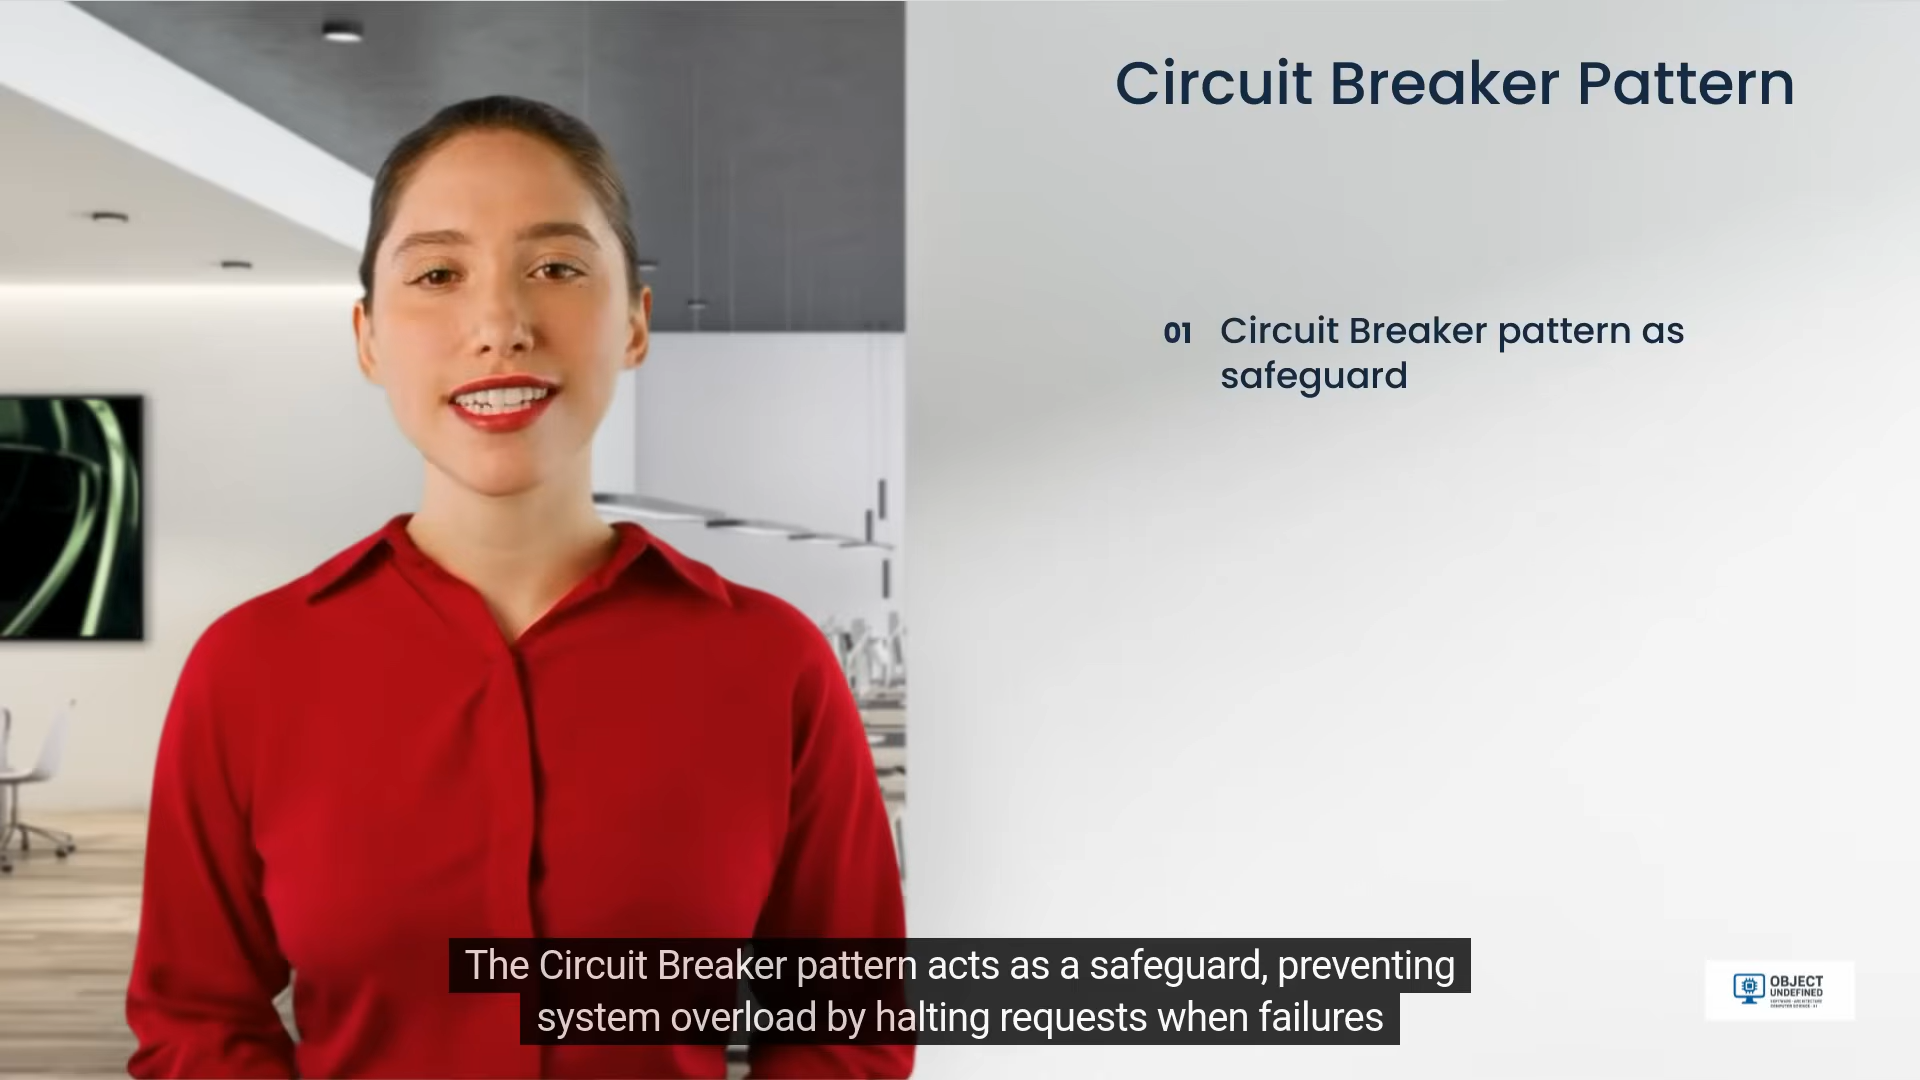 Circuit Breaker Pattern
01 Circuit Breaker pattern as
safeguard
The Circuit Breaker pattern acts as a safeguard, preventing
system overload by halting requests when failures
OBJECT
UNDEFINED